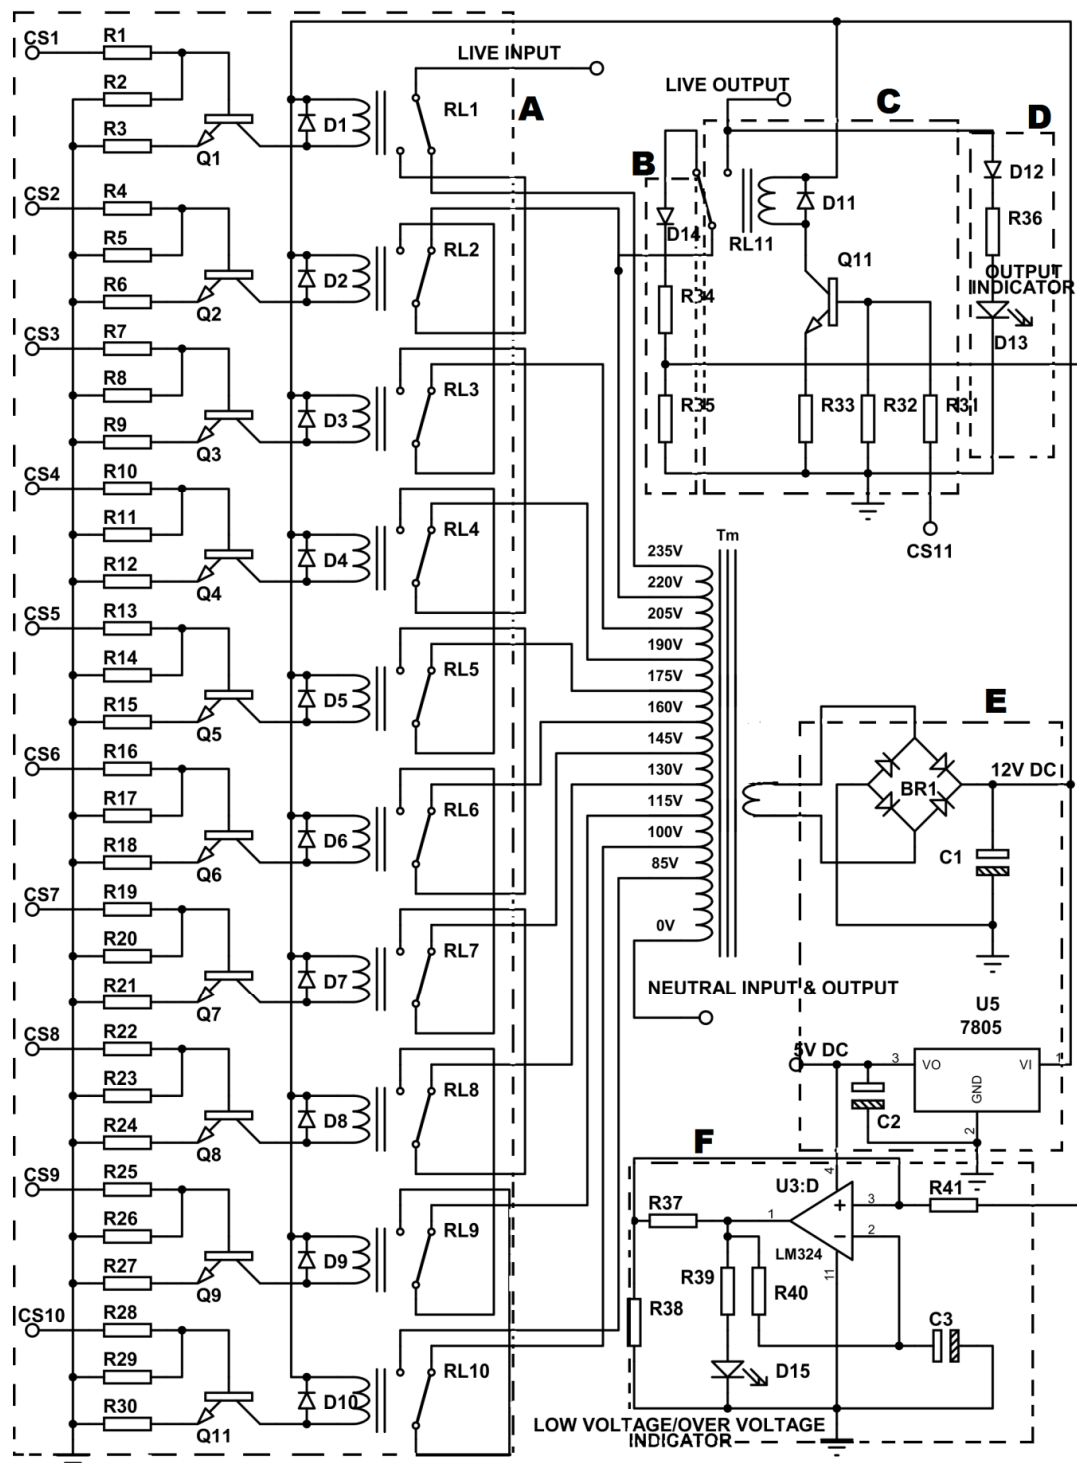 CS1
R1
R2
R3
Q1
D1
RL1
LIVE INPUT
A
CS2
R4
R5
R6
Q2
D2
RL2
CS3
R7
R8
R9
Q3
D3
RL3
CS4
R10
R11
R12
Q4
D4
RL4
CS5
R13
R14
R15
Q5
D5
RL5
CS6
R16
R17
R18
Q6
D6
RL6
CS7
R19
R20
R21
Q7
D7
RL7
CS8
R22
R23
R24
Q8
D8
RL8
CS9
R25
R26
R27
Q9
D9
RL9
CS10
R28
R29
R30
Q11
D10
RL10
LIVE OUTPUT
B
D14
R34
R35
C
RL11
D11
Q11
R33
R32
R31
CS11
D
D12
R36
OUTPUT
INDICATOR
D13
Tm
235V
220V
205V
190V
175V
160V
145V
130V
115V
100V
85V
0V
NEUTRAL INPUT & OUTPUT
E
BR1
12V DC
C1
U5
7805
5V DC
3
VO
VI
1
GND
2
C2
F
R37
R38
1
U3:D
LM324
4
+
3
−
2
11
R41
R39
R40
D15
C3
LOW VOLTAGE/OVER VOLTAGE
INDICATOR